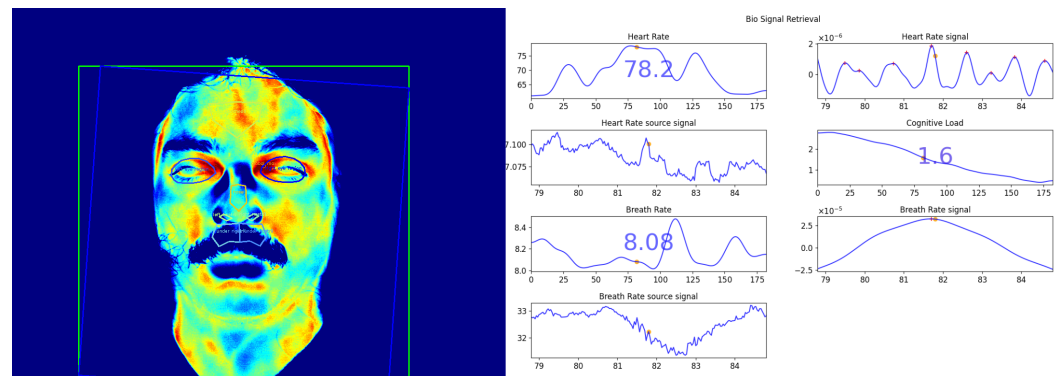 Bio Signal Retrieval
Heart Rate
75
70
65
78.2
0 25 50 75 100 125 150 175
Heart Rate signal
×10⁻⁶
1
0
−1
79 80 81 82 83 84
Heart Rate source signal
7.100
7.075
79 80 81 82 83 84
Cognitive Load
2
1
1.6
0 25 50 75 100 125 150 175
Breath Rate
8.4
8.2
8.0
8.08
0 25 50 75 100 125 150 175
Breath Rate signal
×10⁻⁵
2.5
0.0
−2.5
79 80 81 82 83 84
Breath Rate source signal
33
32
79 80 81 82 83 84